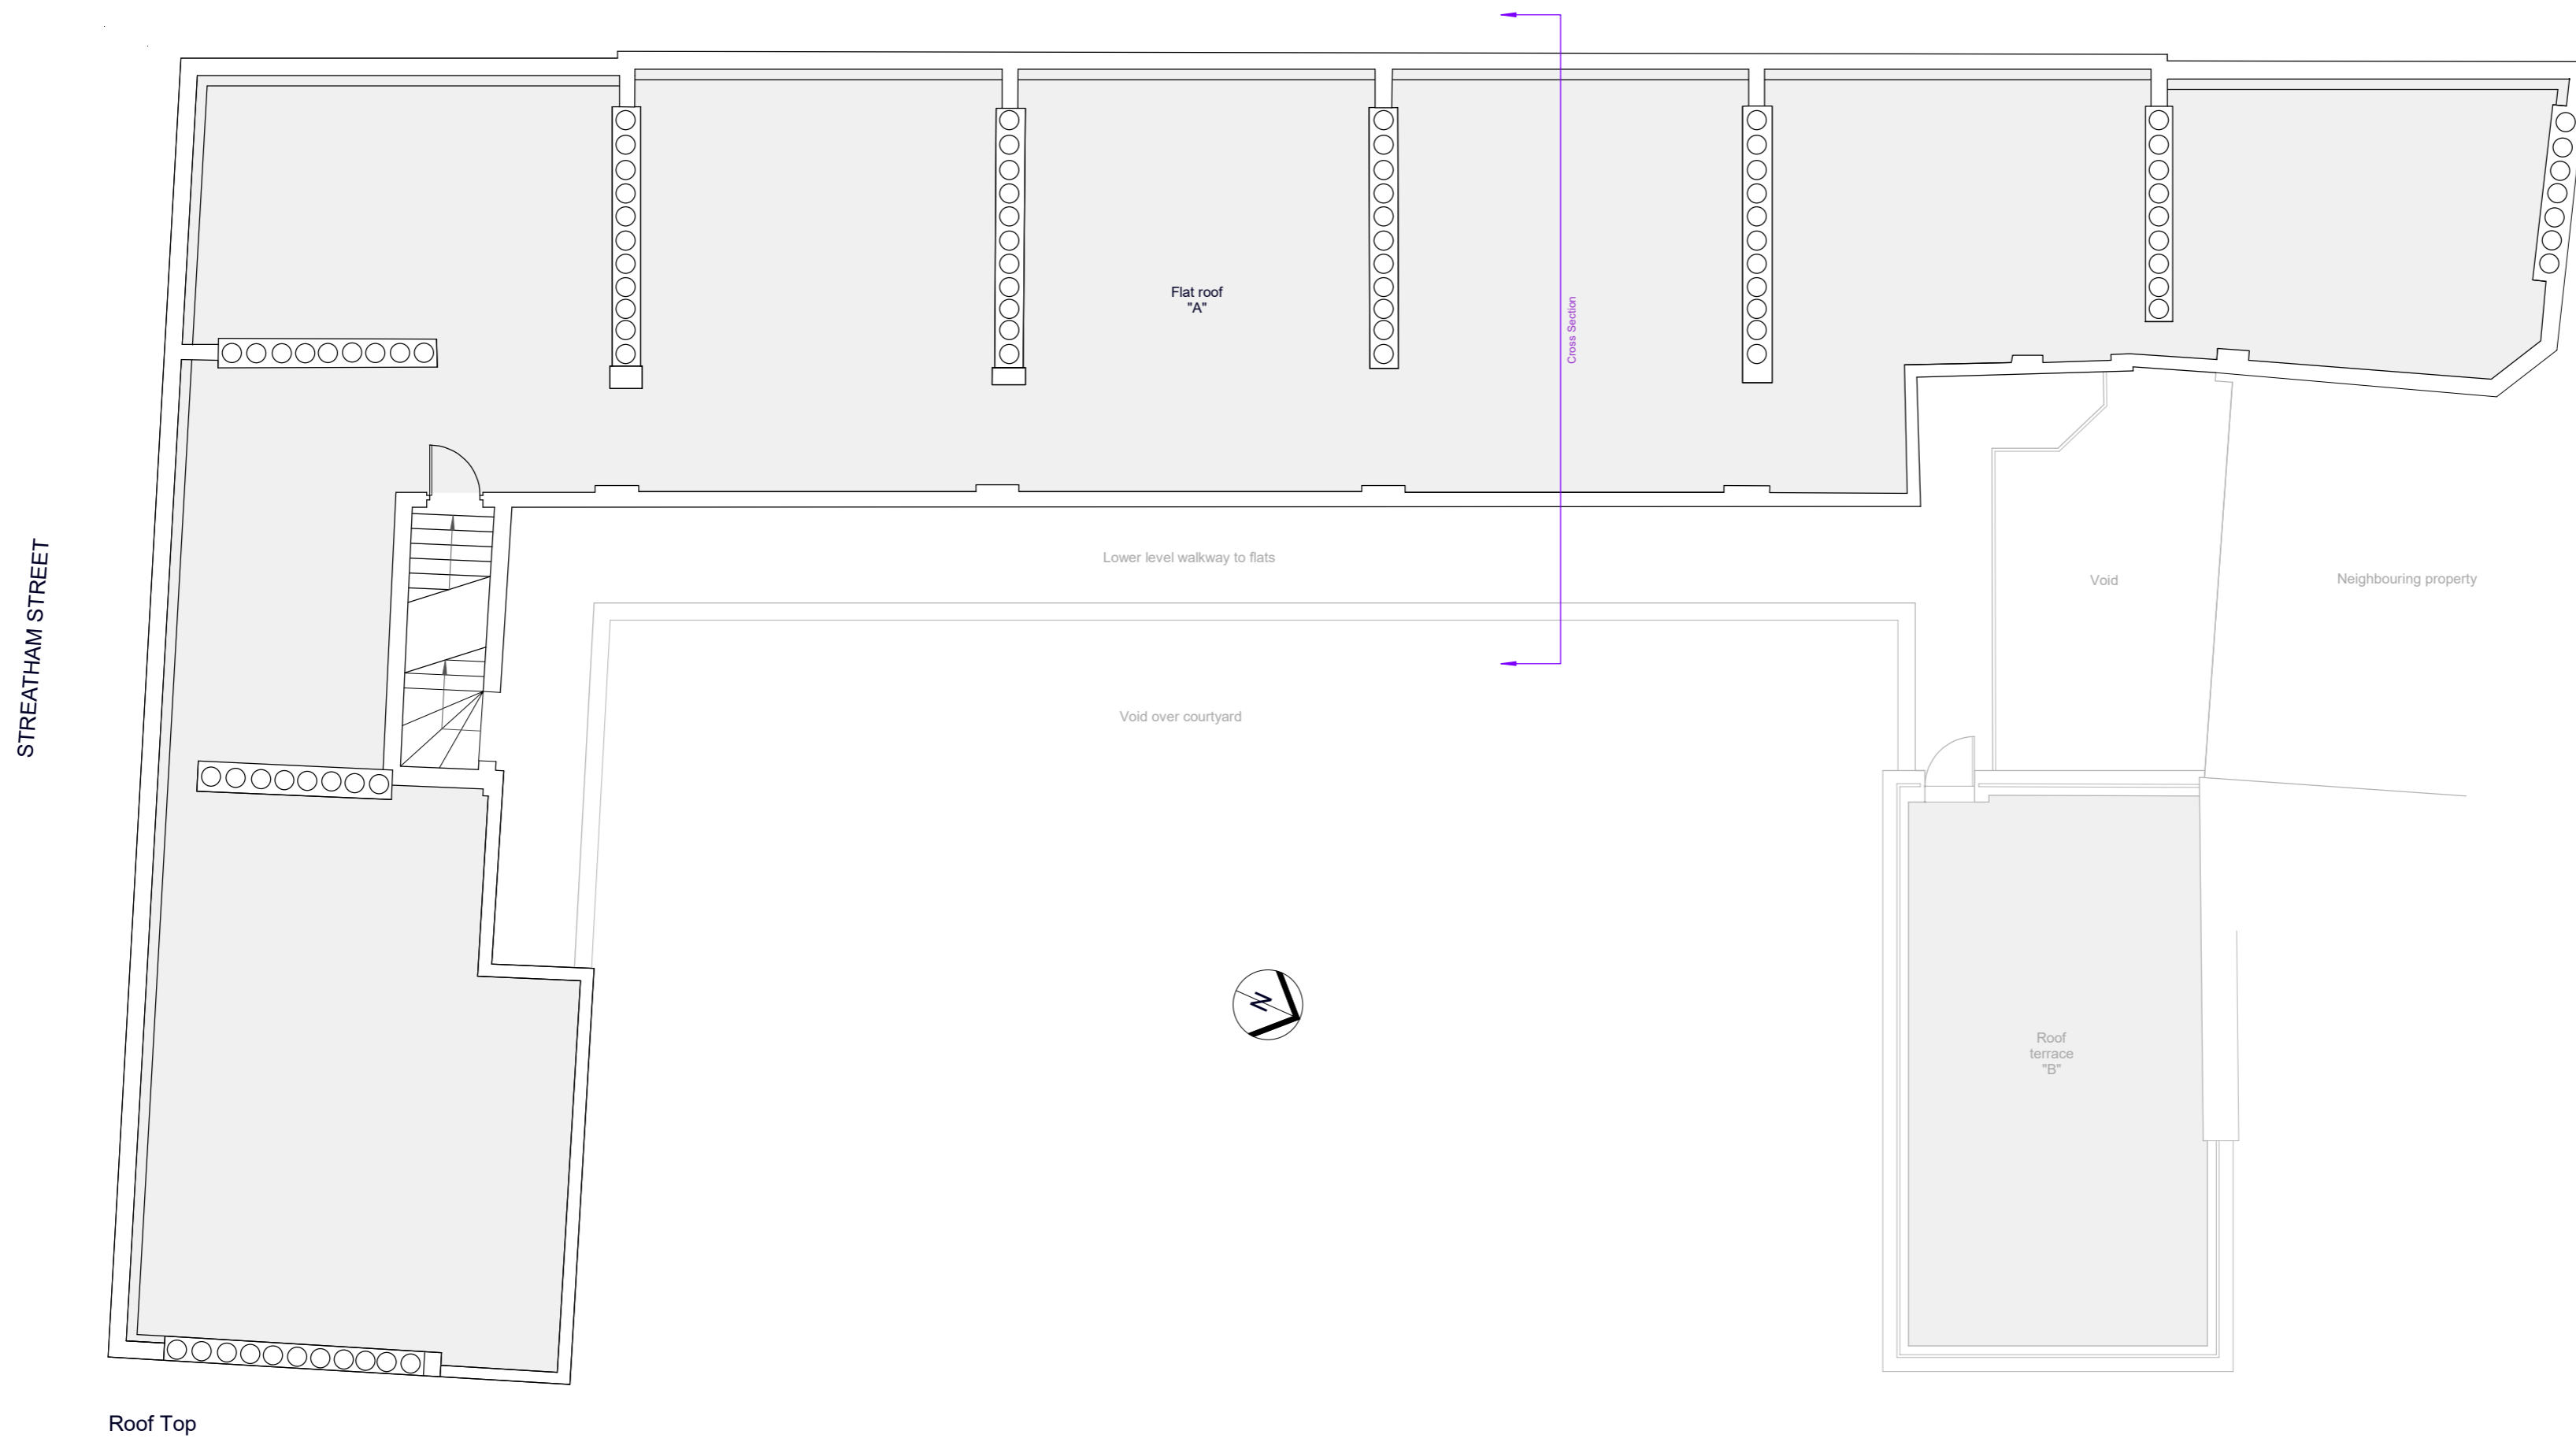 Flat roof
"A"
Cross Section
STREATHAM STREET
Lower level walkway to flats
Void
Neighbouring property
Void over courtyard
N
Roof
terrace
"B"
Roof Top